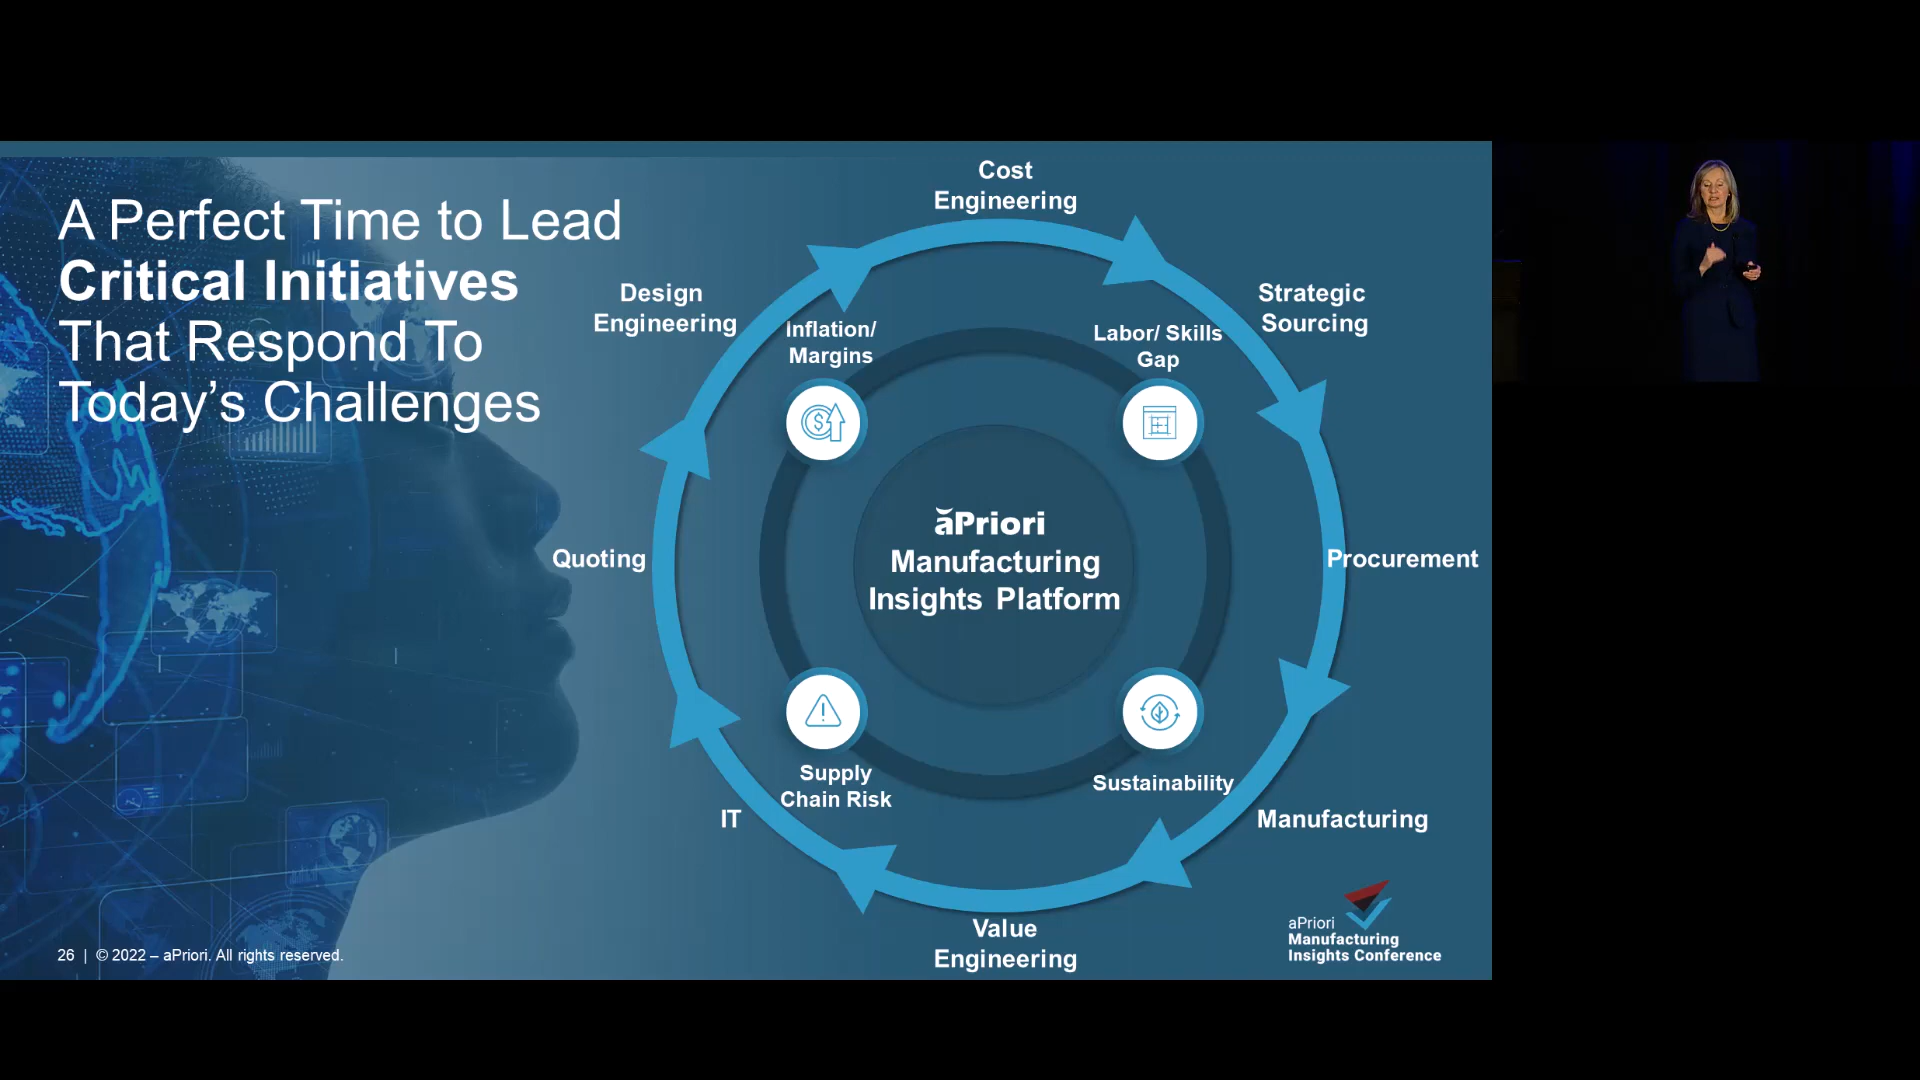 A Perfect Time to Lead
Critical Initiatives
That Respond To
Today’s Challenges
Cost
Engineering
Design
Engineering
Strategic
Sourcing
Inflation/
Margins
Labor/ Skills
Gap
$
Quoting
ăPriori
Manufacturing
Insights Platform
Procurement
Supply
Chain Risk
Sustainability
IT
Manufacturing
Value
Engineering
aPriori
Manufacturing
Insights Conference
26 | © 2022 – aPriori. All rights reserved.